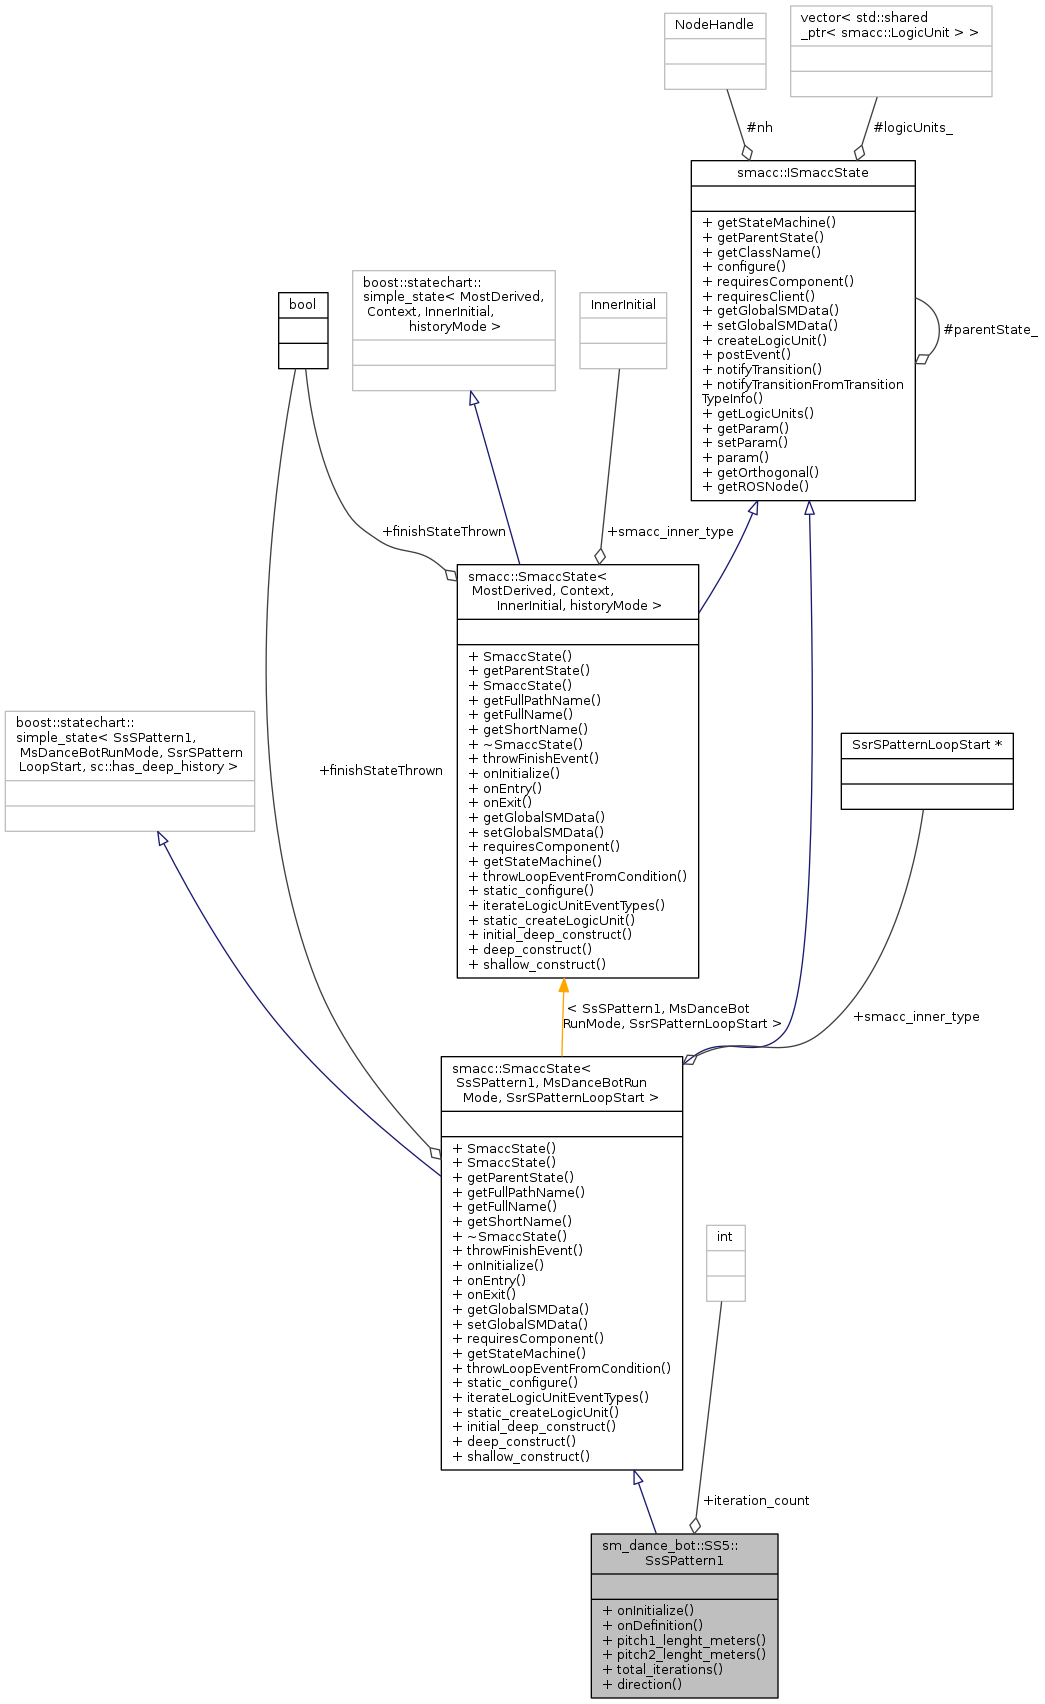 NodeHandle
vector< std::shared
_ptr< smacc::LogicUnit > >
#nh
#logicUnits_
smacc::ISmaccState
+ getStateMachine()
+ getParentState()
+ getClassName()
+ configure()
+ requiresComponent()
+ requiresClient()
+ getGlobalSMData()
+ setGlobalSMData()
+ createLogicUnit()
+ postEvent()
+ notifyTransition()
+ notifyTransitionFromTransition
TypeInfo()
+ getLogicUnits()
+ getParam()
+ setParam()
+ param()
+ getOrthogonal()
+ getROSNode()
#parentState_
bool
boost::statechart::
simple_state< MostDerived,
Context, InnerInitial,
historyMode >
InnerInitial
+finishStateThrown
+smacc_inner_type
smacc::SmaccState<
MostDerived, Context,
InnerInitial, historyMode >
+ SmaccState()
+ getParentState()
+ SmaccState()
+ getFullPathName()
+ getFullName()
+ getShortName()
+ ~SmaccState()
+ throwFinishEvent()
+ onInitialize()
+ onEntry()
+ onExit()
+ getGlobalSMData()
+ setGlobalSMData()
+ requiresComponent()
+ getStateMachine()
+ throwLoopEventFromCondition()
+ static_configure()
+ iterateLogicUnitEventTypes()
+ static_createLogicUnit()
+ initial_deep_construct()
+ deep_construct()
+ shallow_construct()
boost::statechart::
simple_state< SsSPattern1,
MsDanceBotRunMode, SsrSPattern
LoopStart, sc::has_deep_history >
+finishStateThrown
SsrSPatternLoopStart *
< SsSPattern1, MsDanceBot
RunMode, SsrSPatternLoopStart >
+smacc_inner_type
smacc::SmaccState<
SsSPattern1, MsDanceBotRun
Mode, SsrSPatternLoopStart >
+ SmaccState()
+ SmaccState()
+ getParentState()
+ getFullPathName()
+ getFullName()
+ getShortName()
+ ~SmaccState()
+ throwFinishEvent()
+ onInitialize()
+ onEntry()
+ onExit()
+ getGlobalSMData()
+ setGlobalSMData()
+ requiresComponent()
+ getStateMachine()
+ throwLoopEventFromCondition()
+ static_configure()
+ iterateLogicUnitEventTypes()
+ static_createLogicUnit()
+ initial_deep_construct()
+ deep_construct()
+ shallow_construct()
int
+iteration_count
sm_dance_bot::SS5::
SsSPattern1
+ onInitialize()
+ onDefinition()
+ pitch1_lenght_meters()
+ pitch2_lenght_meters()
+ total_iterations()
+ direction()